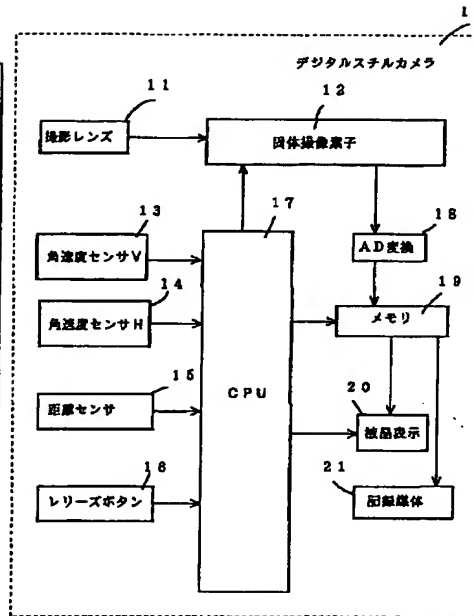 1
デジタルスチルカメラ
11
撮影レンズ
12
固体撮像素子
13
角速度センサV
14
角速度センサH
15
距離センサ
16
レリーズボタン
17
CPU
18
AD変換
19
メモリ
20
液晶表示
21
記録媒体